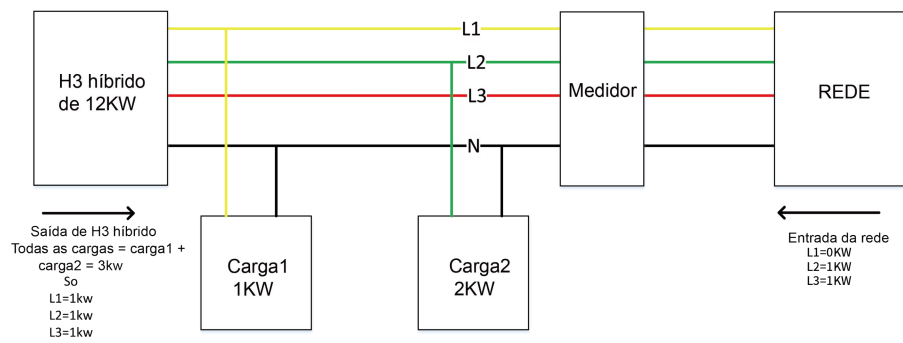 L1
L2
L3
N
H3 híbrido
de 12KW
Medidor
REDE
Saída de H3 híbrido
Todas as cargas = carga1 +
carga2 = 3kw
So
L1=1kw
L2=1kw
L3=1kw
Carga1
1KW
Carga2
2KW
Entrada da rede
L1=0KW
L2=1KW
L3=1KW